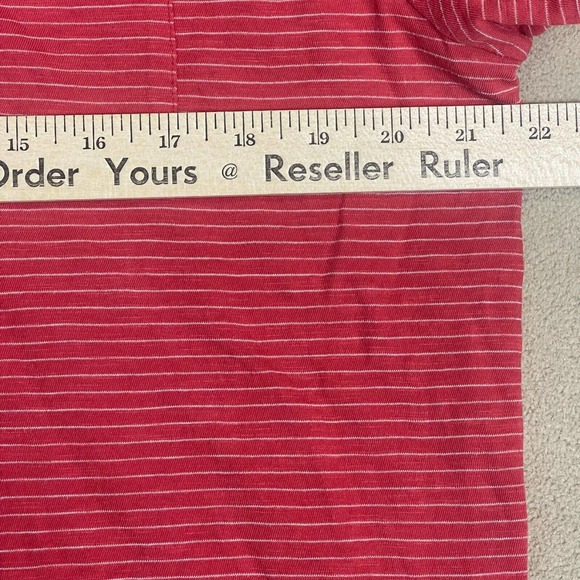 15 16 17 18 19 20 21 22
Order Yours @ Reseller Ruler